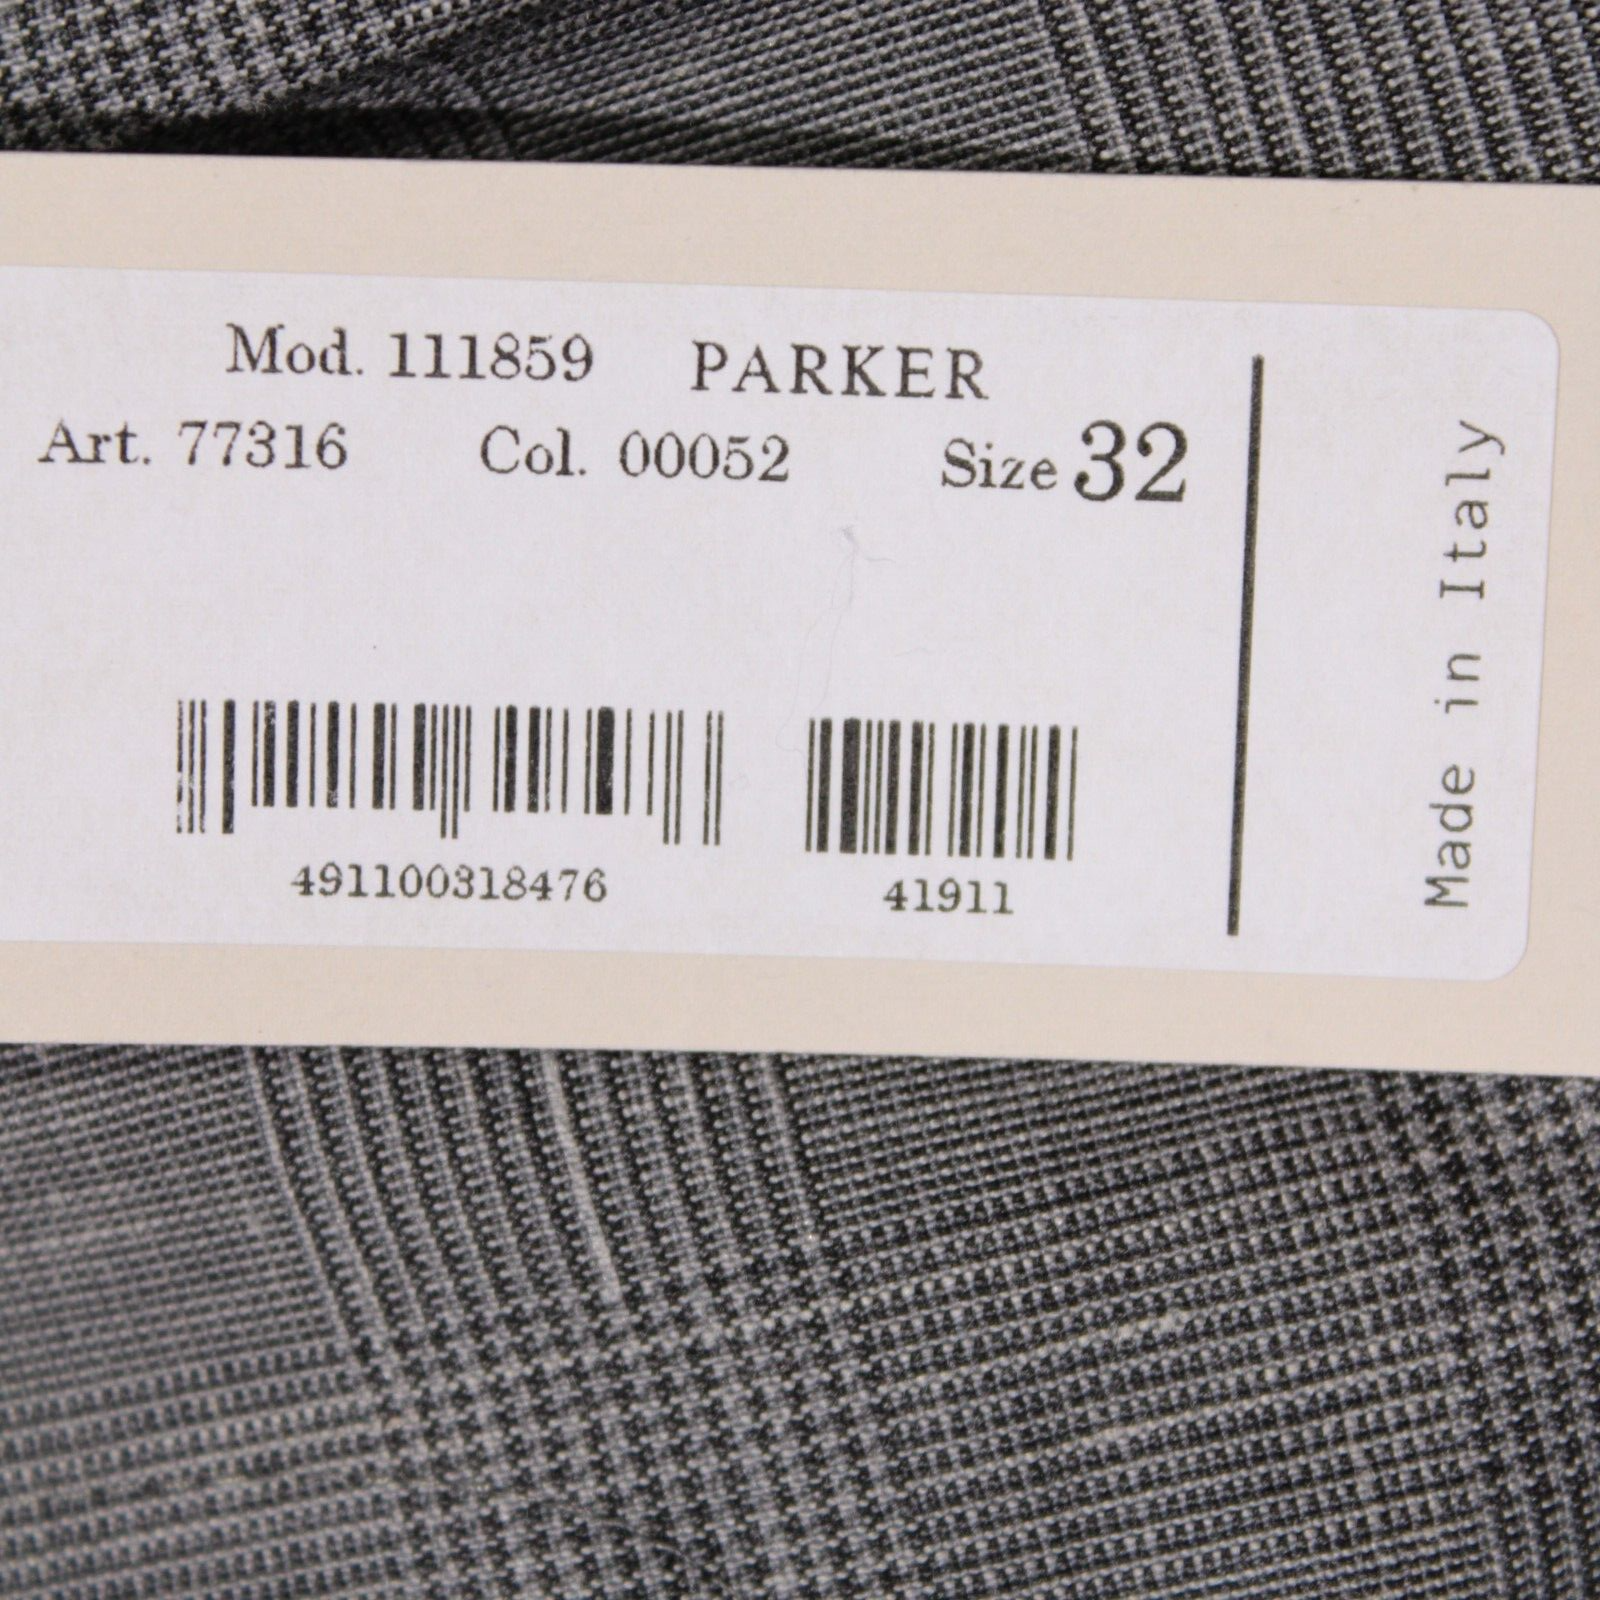 Mod. 111859 PARKER
Art. 77316 Col. 00052 Size 32
491100318476 41911
Made in Italy